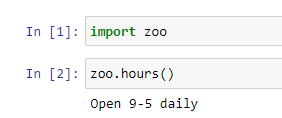 In [1]: import zoo
In [2]: zoo.hours()
Open 9-5 daily